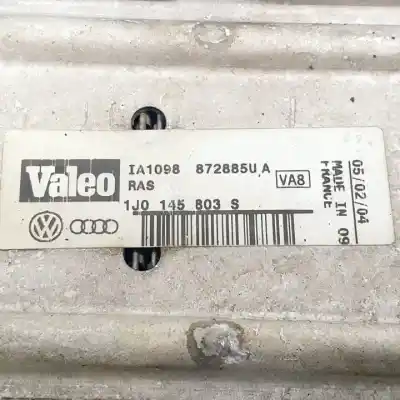 Valeo
IA1098 872885U A
RAS
VA8
1J0 145 803 S
05/02/04
MADE IN 09
FRANCE